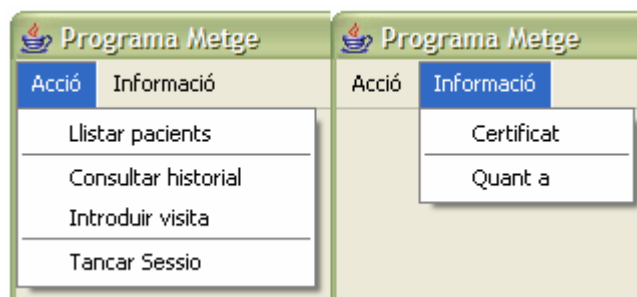 Programa Metge
Acció Informació
Llistar pacients
Consultar historial
Introduir visita
Tancar Sessio
Programa Metge
Acció Informació
Certificat
Quant a